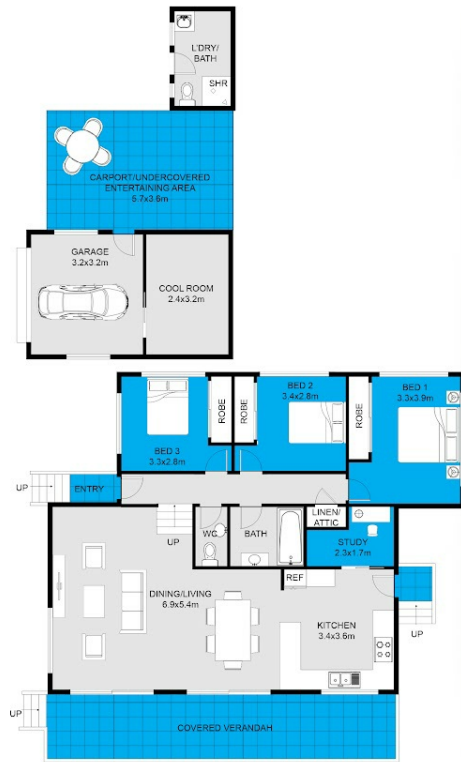 L'DRY/
BATH
SHR
CARPORT/UNDERCOVERED
ENTERTAINING AREA
5.7x3.6m
GARAGE
3.2x3.2m
COOL ROOM
2.4x3.2m
BED 3
3.3x2.8m
ROBE
ROBE
BED 2
3.4x2.8m
ROBE
BED 1
3.3x3.9m
UP
ENTRY
UP
WC
BATH
LINEN/
ATTIC
STUDY
2.3x1.7m
REF
DINING/LIVING
6.9x5.4m
KITCHEN
3.4x3.6m
UP
UP
COVERED VERANDAH